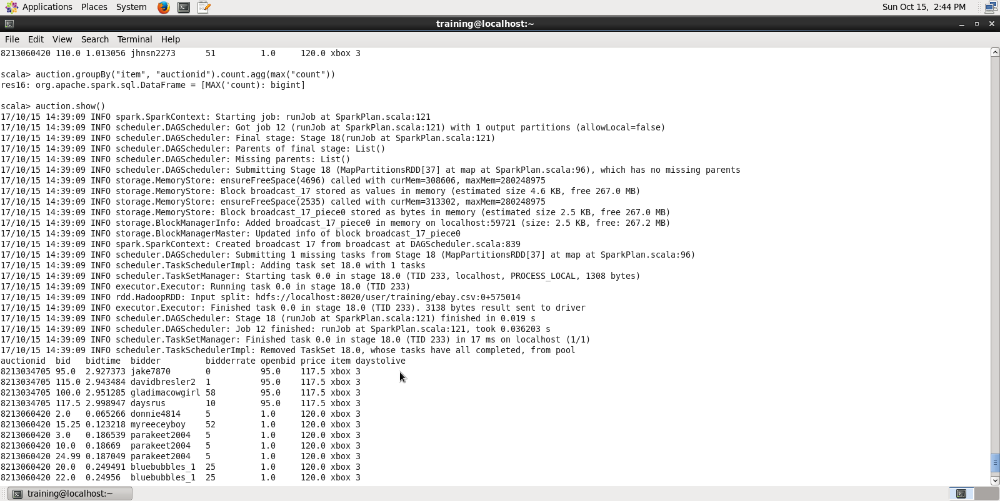 Applications Places System Sun Oct 15, 2:44 PM
training@localhost:~
File Edit View Search Terminal Help
8213060420 110.0 1.013056 jhnsn2273 51 1.0 120.0 xbox 3
scala> auction.groupBy("item", "auctionid").count.agg(max("count"))
res16: org.apache.spark.sql.DataFrame = [MAX('count): bigint]
scala> auction.show()
17/10/15 14:39:09 INFO spark.SparkContext: Starting job: runJob at SparkPlan.scala:121
17/10/15 14:39:09 INFO scheduler.DAGScheduler: Got job 12 (runJob at SparkPlan.scala:121) with 1 output partitions (allowLocal=false)
17/10/15 14:39:09 INFO scheduler.DAGScheduler: Final stage: Stage 18(runJob at SparkPlan.scala:121)
17/10/15 14:39:09 INFO scheduler.DAGScheduler: Parents of final stage: List()
17/10/15 14:39:09 INFO scheduler.DAGScheduler: Missing parents: List()
17/10/15 14:39:09 INFO scheduler.DAGScheduler: Submitting Stage 18 (MapPartitionsRDD[37] at map at SparkPlan.scala:96), which has no missing parents
17/10/15 14:39:09 INFO storage.MemoryStore: ensureFreeSpace(4696) called with curMem=308606, maxMem=280248975
17/10/15 14:39:09 INFO storage.MemoryStore: Block broadcast_17 stored as values in memory (estimated size 4.6 KB, free 267.0 MB)
17/10/15 14:39:09 INFO storage.MemoryStore: ensureFreeSpace(2535) called with curMem=313302, maxMem=280248975
17/10/15 14:39:09 INFO storage.MemoryStore: Block broadcast_17_piece0 stored as bytes in memory (estimated size 2.5 KB, free 267.0 MB)
17/10/15 14:39:09 INFO storage.BlockManagerInfo: Added broadcast_17_piece0 in memory on localhost:59721 (size: 2.5 KB, free: 267.2 MB)
17/10/15 14:39:09 INFO storage.BlockManagerMaster: Updated info of block broadcast_17_piece0
17/10/15 14:39:09 INFO spark.SparkContext: Created broadcast 17 from broadcast at DAGScheduler.scala:839
17/10/15 14:39:09 INFO scheduler.DAGScheduler: Submitting 1 missing tasks from Stage 18 (MapPartitionsRDD[37] at map at SparkPlan.scala:96)
17/10/15 14:39:09 INFO scheduler.TaskSchedulerImpl: Adding task set 18.0 with 1 tasks
17/10/15 14:39:09 INFO scheduler.TaskSetManager: Starting task 0.0 in stage 18.0 (TID 233, localhost, PROCESS_LOCAL, 1308 bytes)
17/10/15 14:39:09 INFO executor.Executor: Running task 0.0 in stage 18.0 (TID 233)
17/10/15 14:39:09 INFO rdd.HadoopRDD: Input split: hdfs://localhost:8020/user/training/ebay.csv:0+575014
17/10/15 14:39:09 INFO executor.Executor: Finished task 0.0 in stage 18.0 (TID 233). 3138 bytes result sent to driver
17/10/15 14:39:09 INFO scheduler.DAGScheduler: Stage 18 (runJob at SparkPlan.scala:121) finished in 0.019 s
17/10/15 14:39:09 INFO scheduler.DAGScheduler: Job 12 finished: runJob at SparkPlan.scala:121, took 0.036203 s
17/10/15 14:39:09 INFO scheduler.TaskSetManager: Finished task 0.0 in stage 18.0 (TID 233) in 17 ms on localhost (1/1)
17/10/15 14:39:09 INFO scheduler.TaskSchedulerImpl: Removed TaskSet 18.0, whose tasks have all completed, from pool
auctionid bid bidtime bidder bidderrate openbid price item daystolive
8213034705 95.0 2.927373 jake7870 0 95.0 117.5 xbox 3
8213034705 115.0 2.943484 davidbresler2 1 95.0 117.5 xbox 3
8213034705 100.0 2.951285 gladimacowgirl 58 95.0 117.5 xbox 3
8213034705 117.5 2.998947 daysrus 10 95.0 117.5 xbox 3
8213060420 2.0 0.065266 donnie4814 5 1.0 120.0 xbox 3
8213060420 15.25 0.123218 myreeceyboy 52 1.0 120.0 xbox 3
8213060420 3.0 0.186539 parakeet2004 5 1.0 120.0 xbox 3
8213060420 10.0 0.18669 parakeet2004 5 1.0 120.0 xbox 3
8213060420 24.99 0.187049 parakeet2004 5 1.0 120.0 xbox 3
8213060420 20.0 0.249491 bluebubbles_1 25 1.0 120.0 xbox 3
8213060420 22.0 0.24956 bluebubbles_1 25 1.0 120.0 xbox 3
training@localhost:~